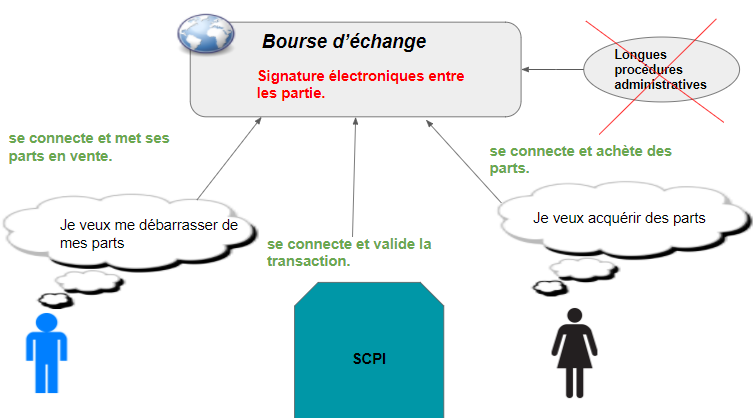 Bourse d'échange
Signature électroniques entre
les partie.
Longues
procédures
administratives
se connecte et met ses
parts en vente.
se connecte et achète des
parts.
Je veux me débarrasser de
mes parts
Je veux acquérir des parts
se connecte et valide la
transaction.
SCPI